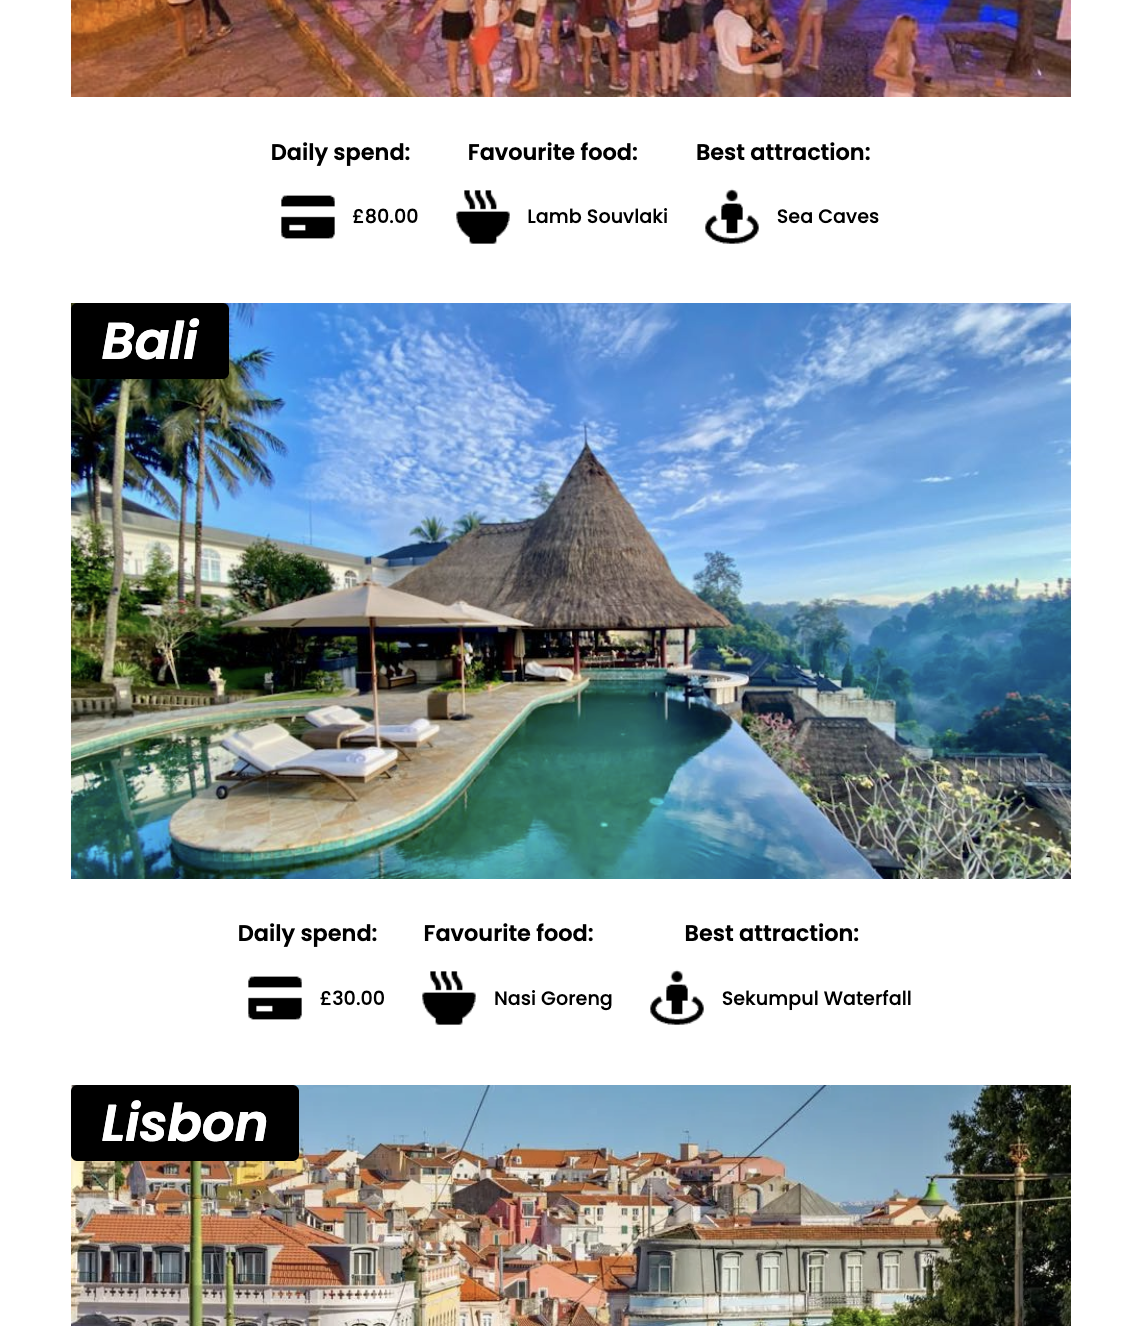 Daily spend: Favourite food: Best attraction:
£80.00 Lamb Souvlaki Sea Caves
Bali
Daily spend: Favourite food: Best attraction:
£30.00 Nasi Goreng Sekumpul Waterfall
Lisbon